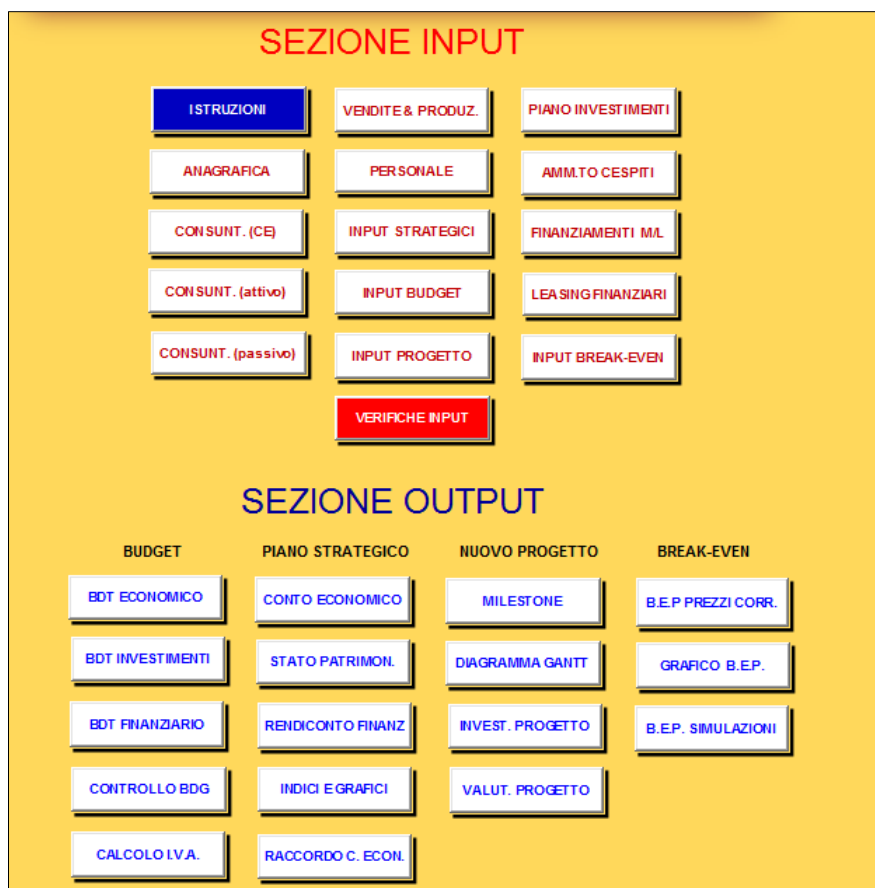 SEZIONE INPUT
ISTRUZIONI VENDITE & PRODUZ. PIANO INVESTIMENTI
ANAGRAFICA PERSONALE AMM.TO CESPITI
CONSUNT. (CE) INPUT STRATEGICI FINANZIAMENTI M/L
CONSUNT. (attivo) INPUT BUDGET LEASING FINANZIARI
CONSUNT. (passivo) INPUT PROGETTO INPUT BREAK-EVEN
VERIFICHE INPUT
SEZIONE OUTPUT
BUDGET PIANO STRATEGICO NUOVO PROGETTO BREAK-EVEN
BDT ECONOMICO CONTO ECONOMICO MILESTONE B.E.P PREZZI CORR.
BDT INVESTIMENTI STATO PATRIMON. DIAGRAMMA GANTT GRAFICO B.E.P.
BDT FINANZIARIO RENDICONTO FINANZ INVEST. PROGETTO B.E.P. SIMULAZIONI
CONTROLLO BDG INDICI E GRAFICI VALUT. PROGETTO
CALCOLO I.V.A. RACCORDO C. ECON.